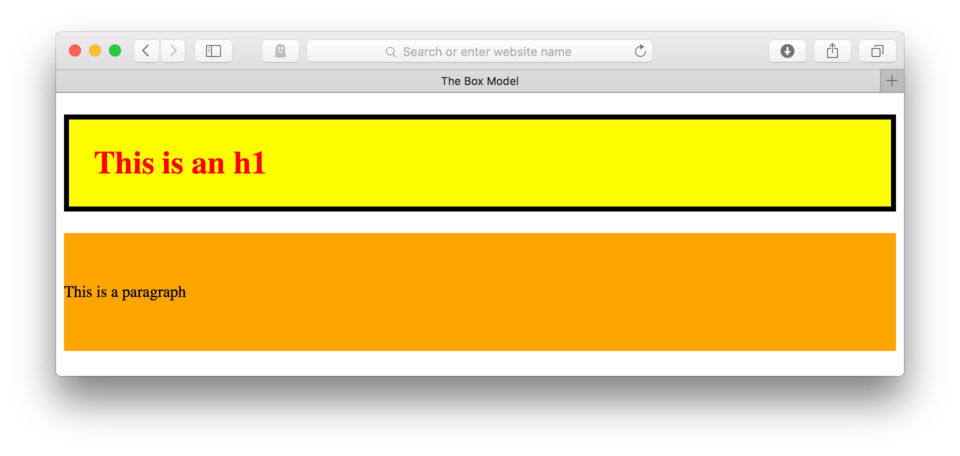 Search or enter website name
The Box Model
This is an h1
This is a paragraph